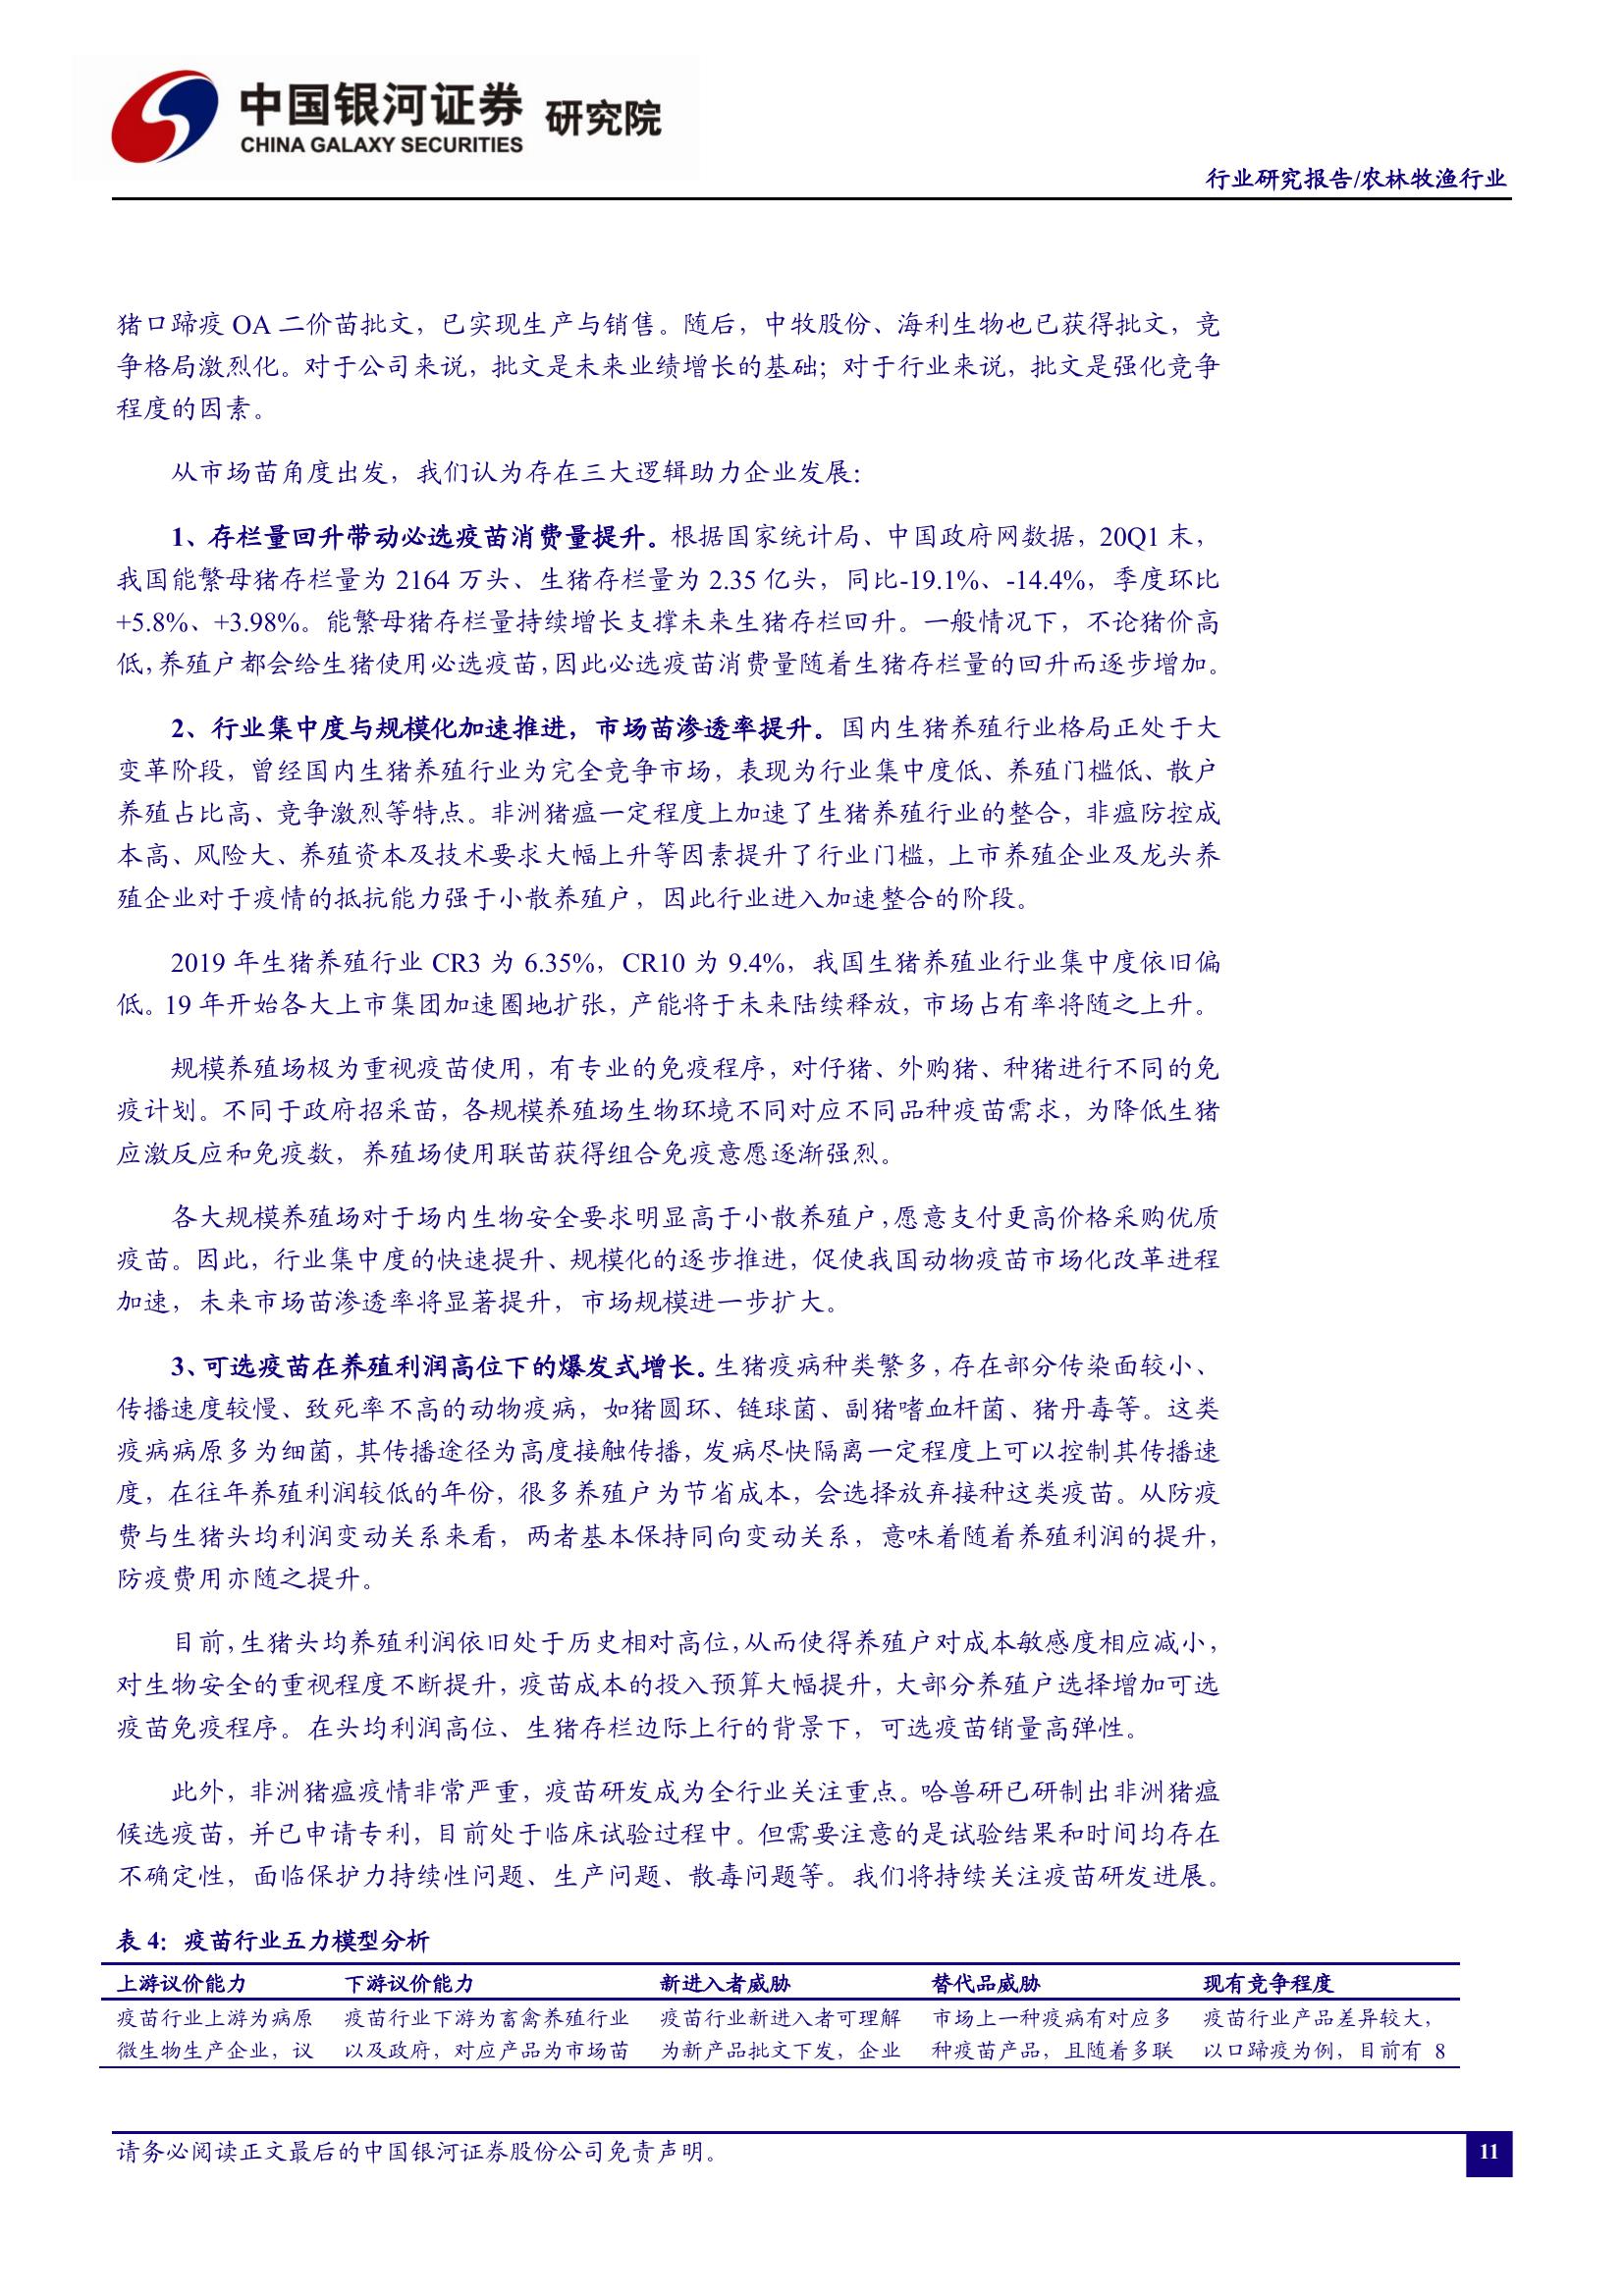 中国银河证券 研究院
CHINA GALAXY SECURITIES
行业研究报告/农林牧渔行业
猪口蹄疫 OA 二价苗批文，已实现生产与销售。随后，中牧股份、海利生物也已获得批文，竞
争格局激烈化。对于公司来说，批文是未来业绩增长的基础；对于行业来说，批文是强化竞争
程度的因素。
从市场苗角度出发，我们认为存在三大逻辑助力企业发展：
1、存栏量回升带动必选疫苗消费量提升。根据国家统计局、中国政府网数据，20Q1 末，
我国能繁母猪存栏量为 2164 万头、生猪存栏量为 2.35 亿头，同比-19.1%、-14.4%，季度环比
+5.8%、+3.98%。能繁母猪存栏量持续增长支撑未来生猪存栏回升。一般情况下，不论猪价高
低，养殖户都会给生猪使用必选疫苗，因此必选疫苗消费量随着生猪存栏量的回升而逐步增加。
2、行业集中度与规模化加速推进，市场苗渗透率提升。国内生猪养殖行业格局正处于大
变革阶段，曾经国内生猪养殖行业为完全竞争市场，表现为行业集中度低、养殖门槛低、散户
养殖占比高、竞争激烈等特点。非洲猪瘟一定程度上加速了生猪养殖行业的整合，非瘟防控成
本高、风险大、养殖资本及技术要求大幅上升等因素提升了行业门槛，上市养殖企业及龙头养
殖企业对于疫情的抵抗能力强于小散养殖户，因此行业进入加速整合的阶段。
2019 年生猪养殖行业 CR3 为 6.35%，CR10 为 9.4%，我国生猪养殖业行业集中度依旧偏
低。19 年开始各大上市集团加速圈地扩张，产能将于未来陆续释放，市场占有率将随之上升。
规模养殖场极为重视疫苗使用，有专业的免疫程序，对仔猪、外购猪、种猪进行不同的免
疫计划。不同于政府招采苗，各规模养殖场生物环境不同对应不同品种疫苗需求，为降低生猪
应激反应和免疫数，养殖场使用联苗获得组合免疫意愿逐渐强烈。
各大规模养殖场对于场内生物安全要求明显高于小散养殖户，愿意支付更高价格采购优质
疫苗。因此，行业集中度的快速提升、规模化的逐步推进，促使我国动物疫苗市场化改革进程
加速，未来市场苗渗透率将显著提升，市场规模进一步扩大。
3、可选疫苗在养殖利润高位下的爆发式增长。生猪疫病种类繁多，存在部分传染面较小、
传播速度较慢、致死率不高的动物疫病，如猪圆环、链球菌、副猪嗜血杆菌、猪丹毒等。这类
疫病病原多为细菌，其传播途径为高度接触传播，发病尽快隔离一定程度上可以控制其传播速
度，在往年养殖利润较低的年份，很多养殖户为节省成本，会选择放弃接种这类疫苗。从防疫
费与生猪头均利润变动关系来看，两者基本保持同向变动关系，意味着随着养殖利润的提升，
防疫费用亦随之提升。
目前，生猪头均养殖利润依旧处于历史相对高位，从而使得养殖户对成本敏感度相应减小，
对生物安全的重视程度不断提升，疫苗成本的投入预算大幅提升，大部分养殖户选择增加可选
疫苗免疫程序。在头均利润高位、生猪存栏边际上行的背景下，可选疫苗销量高弹性。
此外，非洲猪瘟疫情非常严重，疫苗研发成为全行业关注重点。哈兽研已研制出非洲猪瘟
候选疫苗，并已申请专利，目前处于临床试验过程中。但需要注意的是试验结果和时间均存在
不确定性，面临保护力持续性问题、生产问题、散毒问题等。我们将持续关注疫苗研发进展。
表 4：疫苗行业五力模型分析
上游议价能力 下游议价能力 新进入者威胁 替代品威胁 现有竞争程度
疫苗行业上游为病原 疫苗行业下游为畜禽养殖行业 疫苗行业新进入者可理解 市场上一种疫病有对应多 疫苗行业产品差异较大，
微生物生产企业，议 以及政府，对应产品为市场苗 为新产品批文下发，企业 种疫苗产品，且随着多联 以口蹄疫为例，目前有 8
请务必阅读正文最后的中国银河证券股份公司免责声明。
11